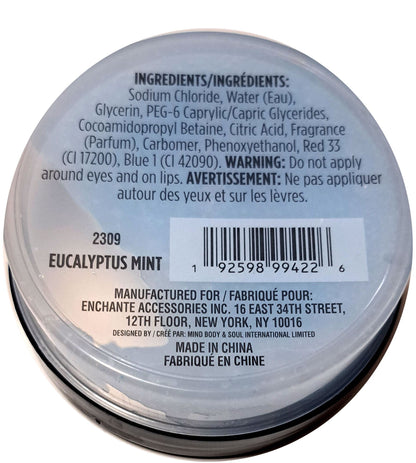 INGREDIENTS/INGRÉDIENTS:
Sodium Chloride, Water (Eau),
Glycerin, PEG-6 Caprylic/Capric Glycerides,
Cocoamidopropyl Betaine, Citric Acid, Fragrance
(Parfum), Carbomer, Phenoxyethanol, Red 33
(CI 17200), Blue 1 (CI 42090). WARNING: Do not apply
around eyes and on lips. AVERTISSEMENT: Ne pas appliquer
autour des yeux et sur les lèvres.
2309
EUCALYPTUS MINT
1 92598 99422 6
MANUFACTURED FOR / FABRIQUÉ POUR:
ENCHANTE ACCESSORIES INC. 16 EAST 34TH STREET,
12TH FLOOR, NEW YORK, NY 10016
DESIGNED BY / CRÉÉ PAR: MIND BODY & SOUL INTERNATIONAL LIMITED
MADE IN CHINA
FABRIQUÉ EN CHINE